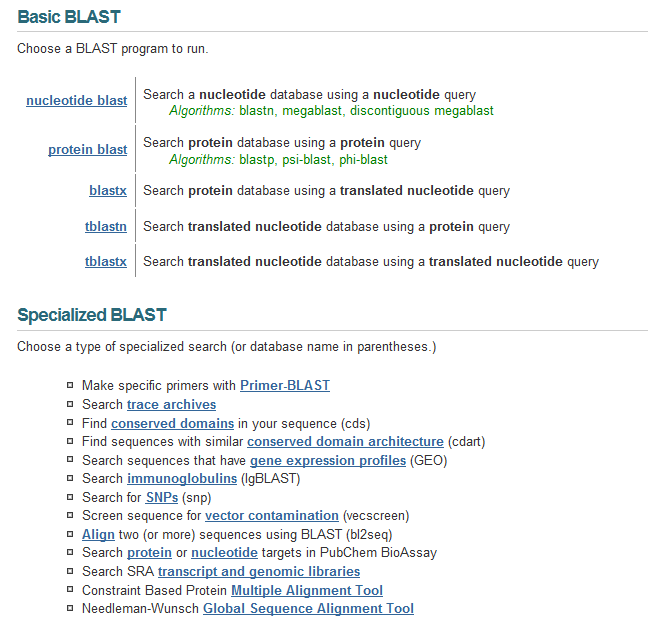 Basic BLAST
Choose a BLAST program to run.
nucleotide blast
Search a nucleotide database using a nucleotide query
Algorithms: blastn, megablast, discontiguous megablast
protein blast
Search protein database using a protein query
Algorithms: blastp, psi-blast, phi-blast
blastx
Search protein database using a translated nucleotide query
tblastn
Search translated nucleotide database using a protein query
tblastx
Search translated nucleotide database using a translated nucleotide query
Specialized BLAST
Choose a type of specialized search (or database name in parentheses.)
Make specific primers with Primer-BLAST
Search trace archives
Find conserved domains in your sequence (cds)
Find sequences with similar conserved domain architecture (cdart)
Search sequences that have gene expression profiles (GEO)
Search immunoglobulins (IgBLAST)
Search for SNPs (snp)
Screen sequence for vector contamination (vecscreen)
Align two (or more) sequences using BLAST (bl2seq)
Search protein or nucleotide targets in PubChem BioAssay
Search SRA transcript and genomic libraries
Constraint Based Protein Multiple Alignment Tool
Needleman-Wunsch Global Sequence Alignment Tool